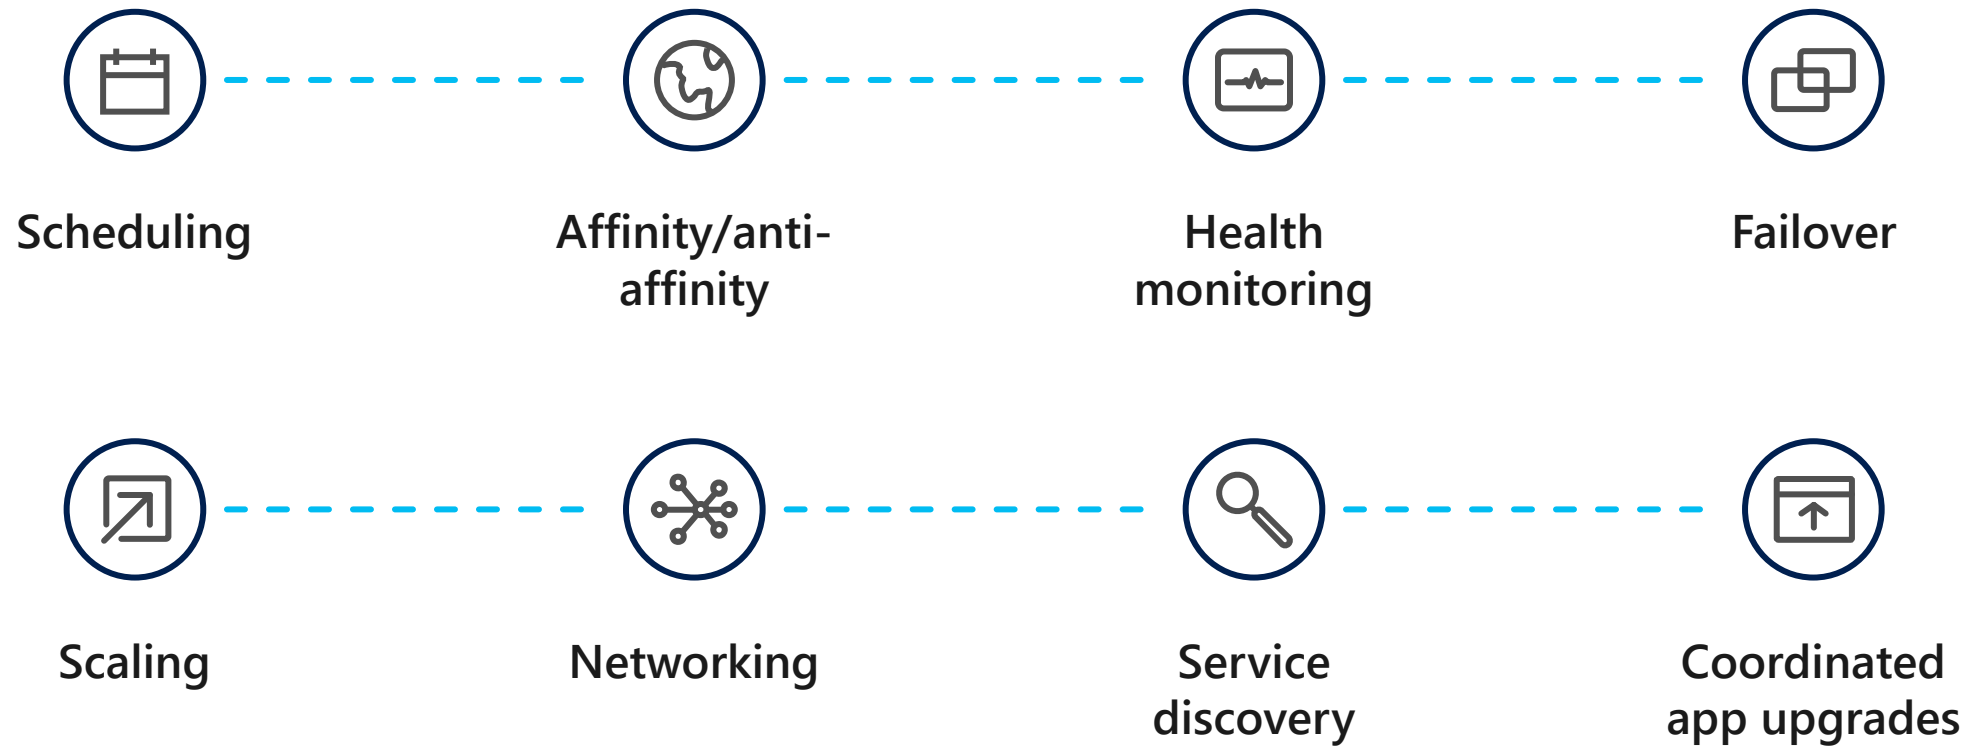 Scheduling
Affinity/anti-
affinity
Health
monitoring
Failover
Scaling
Networking
Service
discovery
Coordinated
app upgrades